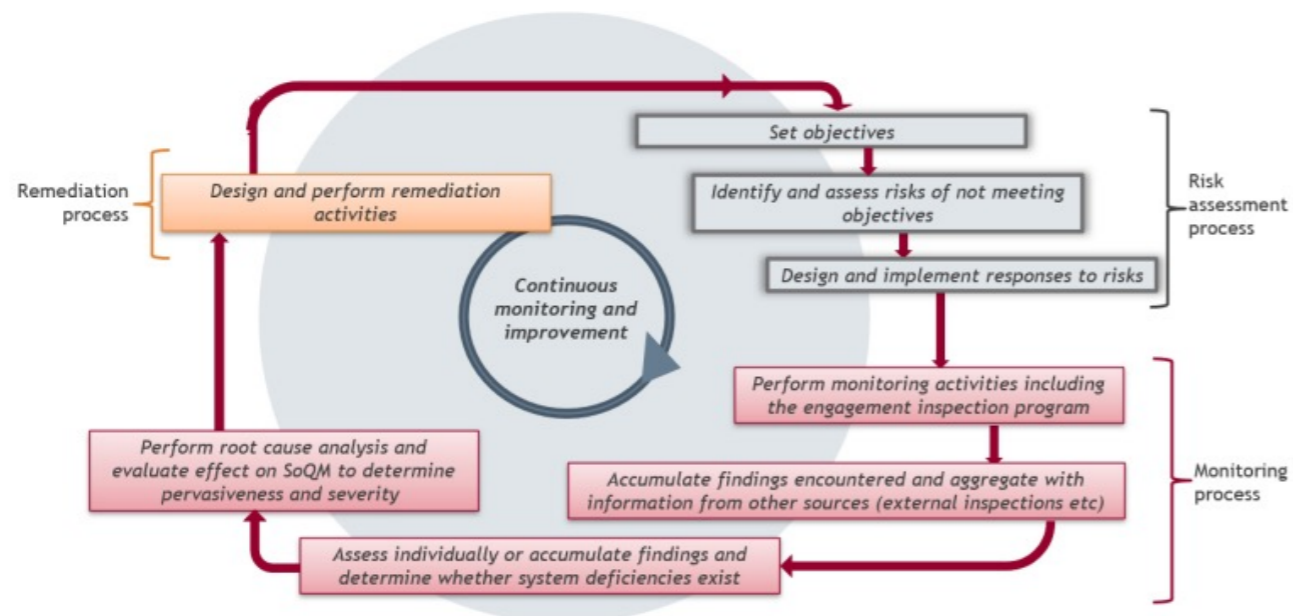 Set objectives
Identify and assess risks of not meeting
objectives
Design and implement responses to risks
Risk
assessment
process
Perform monitoring activities including
the engagement inspection program
Accumulate findings encountered and aggregate with
information from other sources (external inspections etc)
Monitoring
process
Assess individually or accumulate findings and
determine whether system deficiencies exist
Perform root cause analysis and
evaluate effect on SoQM to determine
pervasiveness and severity
Design and perform remediation
activities
Remediation
process
Continuous
monitoring and
improvement